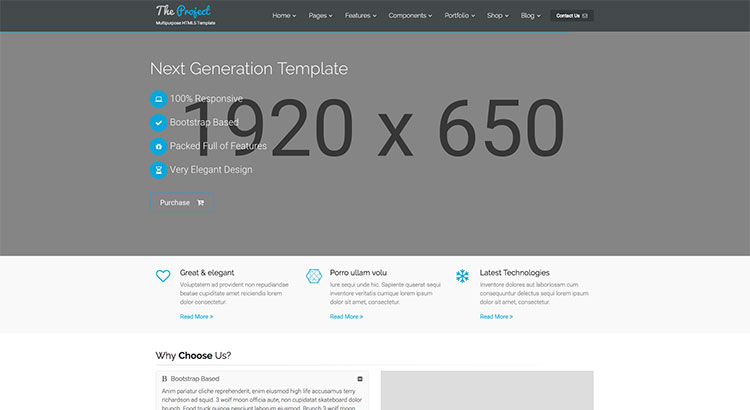 The Project
Multipurpose HTML5 Template
Home Pages Features Components Portfolio Shop Blog Contact Us
Next Generation Template
1920 x 650
100% Responsive
Bootstrap Based
Packed Full of Features
Very Elegant Design
Purchase
Great & elegant
Voluptatem ad provident non repudiandae
beatae cupiditate amet reiciendis lorem
dolor consectetur.
Read More »
Porro ullam volu
Iure sequi unde hic. Sapiente quaerat sequi
inventore veritatis cumque lorem ipsum
dolor sit amet, consectetur.
Read More »
Latest Technologies
Inventore dolores aut laboriosam cum
consequuntur delectus sequi lorem ipsum
dolor sit amet, consectetur.
Read More »
Why Choose Us?
B Bootstrap Based
Anim pariatur cliche reprehenderit, enim eiusmod high life accusamus terry
richardson ad squid. 3 wolf moon officia aute, non cupidatat skateboard dolor
brunch. Food truck quinoa nesciunt laborum eiusmod. Brunch 3 wolf moon